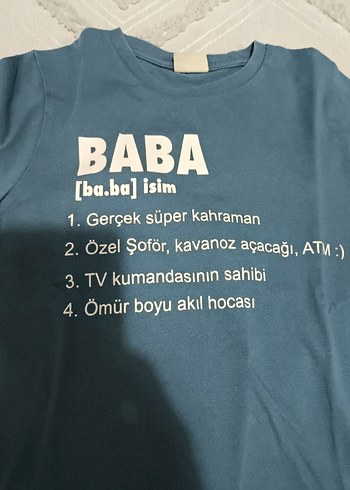 BABA
[ba.ba] isim
1. Gerçek süper kahraman
2. Özel Şoför, kavanoz açacağı, ATM :)
3. TV kumandasının sahibi
4. Ömür boyu akıl hocası